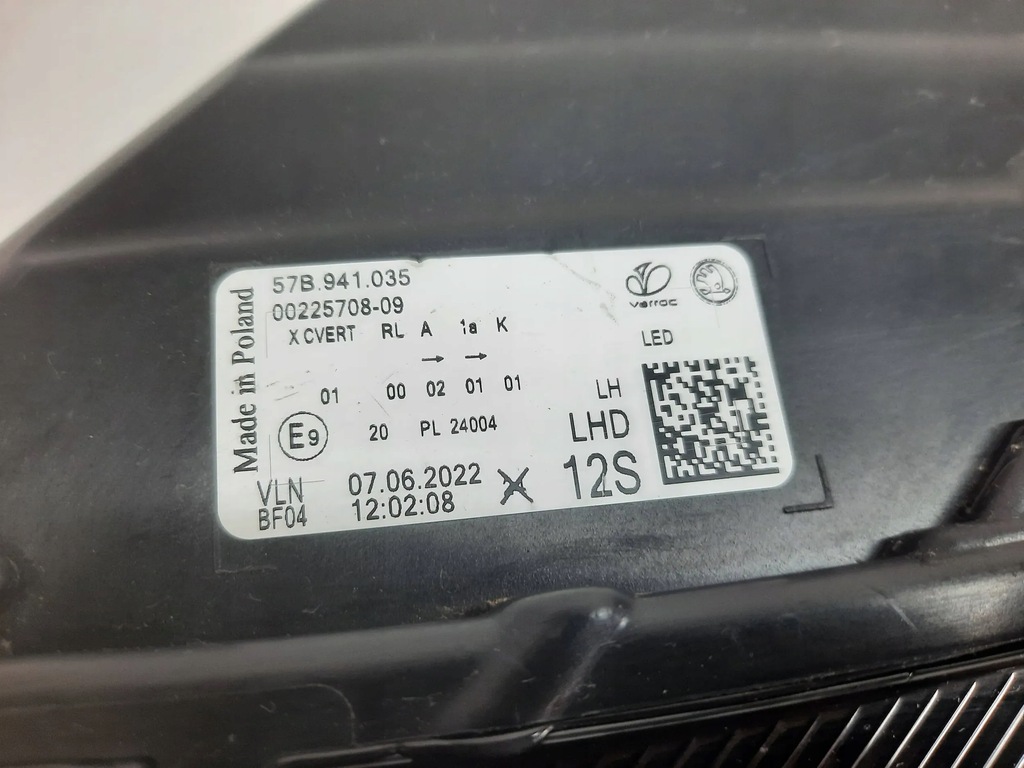 Made in Poland
57B.941.035
00225708-09
X CVERT RL A 1a K
→ →
01 00 02 01 01
E9
20 PL 24004
VLN
BF04
07.06.2022
12:02:08
varroc
LED
LH
LHD
12S